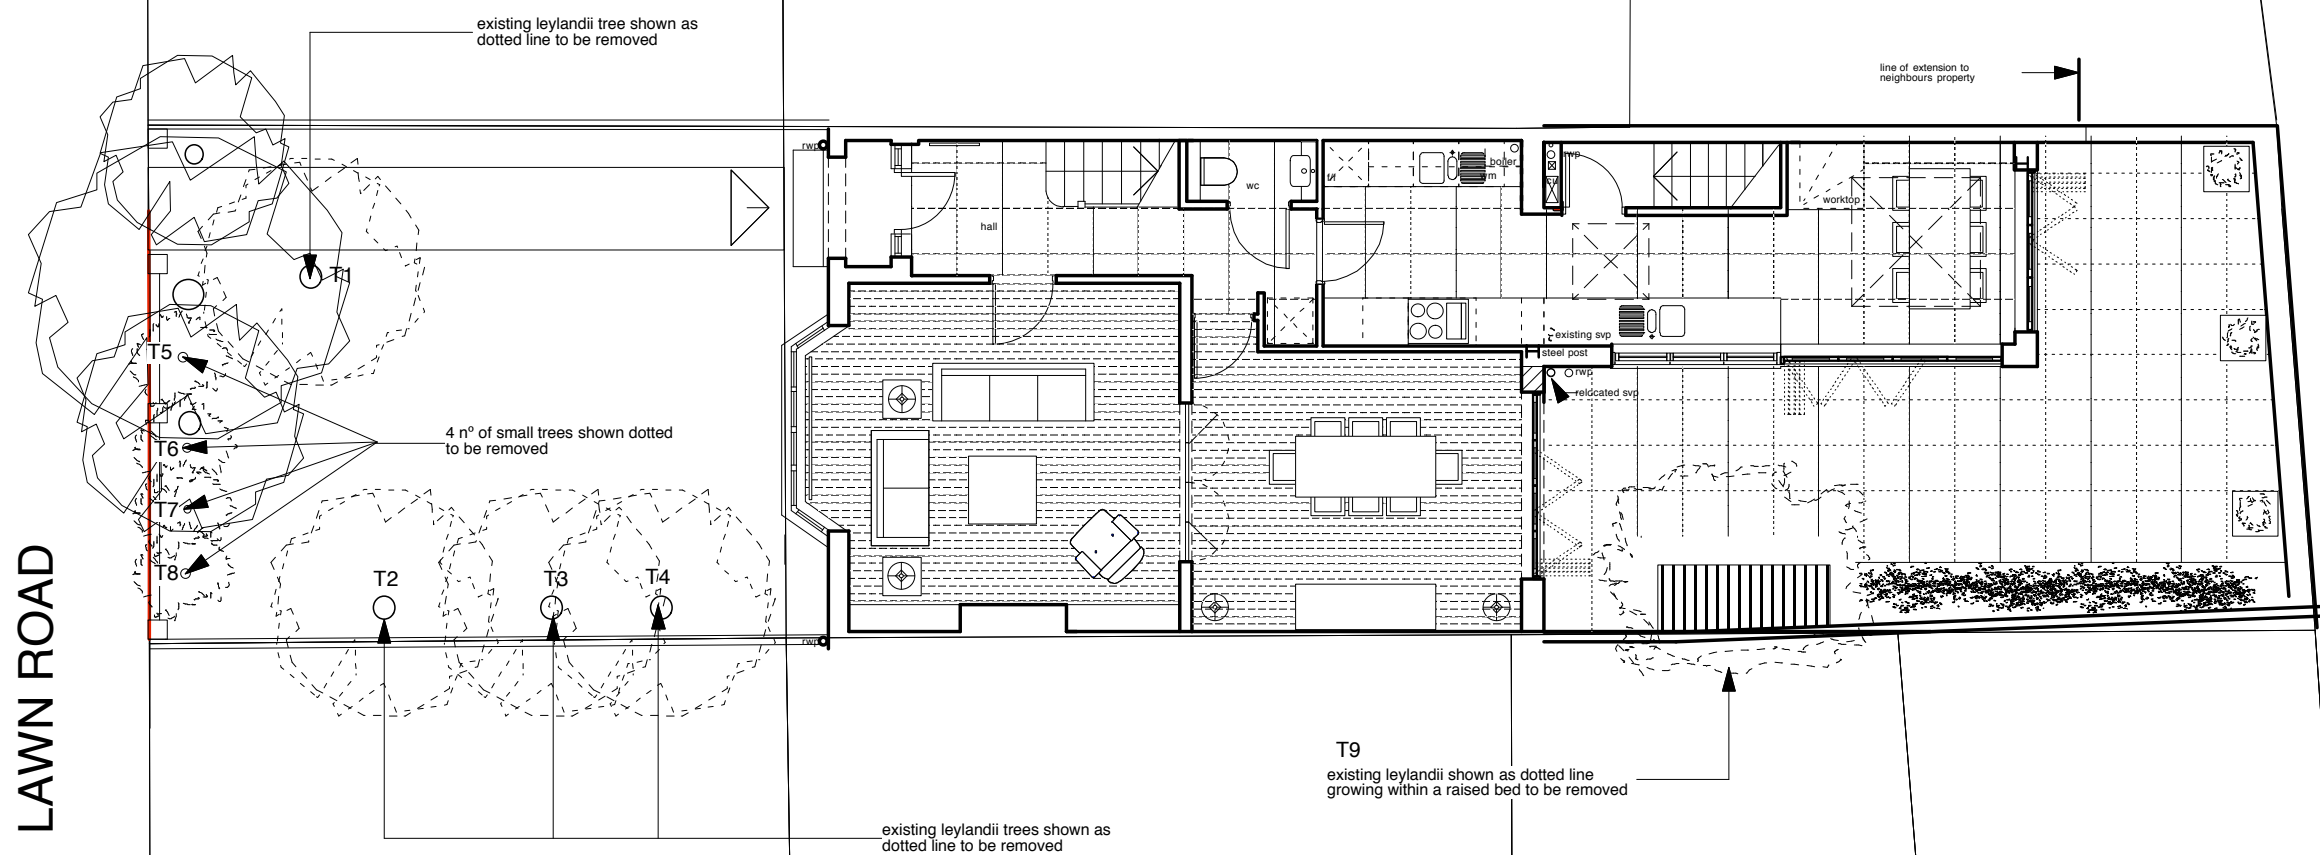 existing leylandii tree shown as
dotted line to be removed
line of extension to
neighbours property
rwp
hall
wc
f/f
boiler
wm
rwp
worktop
T1
existing svp
steel post
rwp
relocated svp
T5
T6
T7
T8
4 nº of small trees shown dotted
to be removed
T2
T3
T4
rwp
LAWN ROAD
T9
existing leylandii shown as dotted line
growing within a raised bed to be removed
existing leylandii trees shown as
dotted line to be removed